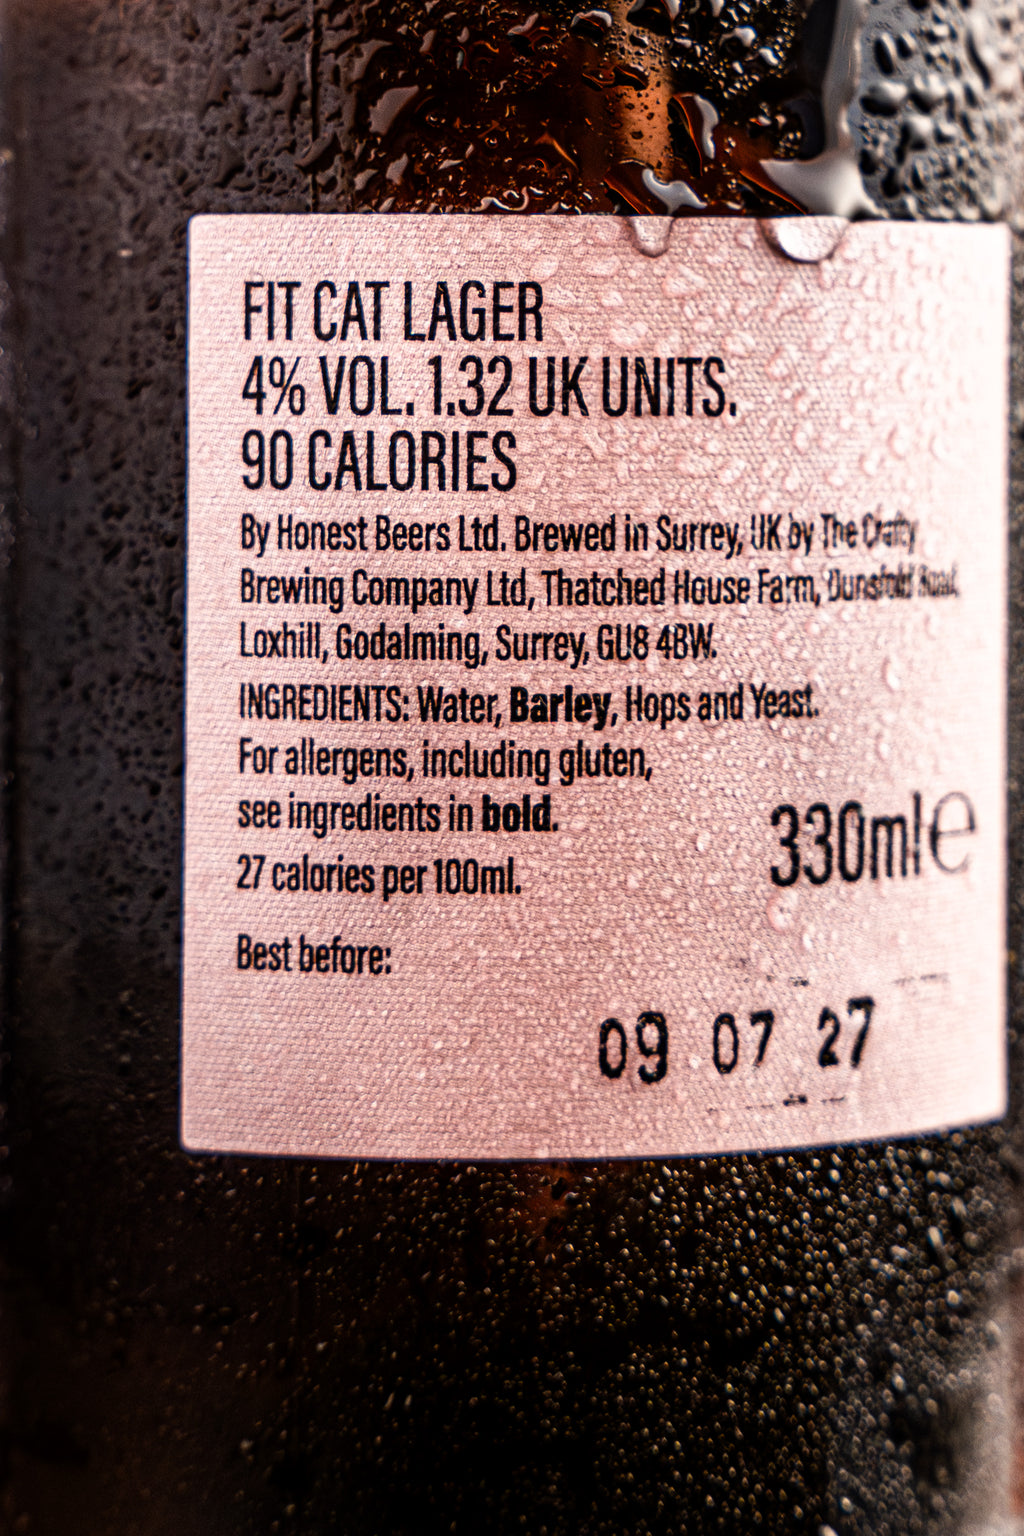 FIT CAT LAGER
4% VOL. 1.32 UK UNITS.
90 CALORIES
By Honest Beers Ltd. Brewed in Surrey, UK by The Crafty
Brewing Company Ltd, Thatched House Farm, Dunsfold Road,
Loxhill, Godalming, Surrey, GU8 4BW.
INGREDIENTS: Water, Barley, Hops and Yeast.
For allergens, including gluten,
see ingredients in bold.
27 calories per 100ml.
330ml℮
Best before:
09 07 27